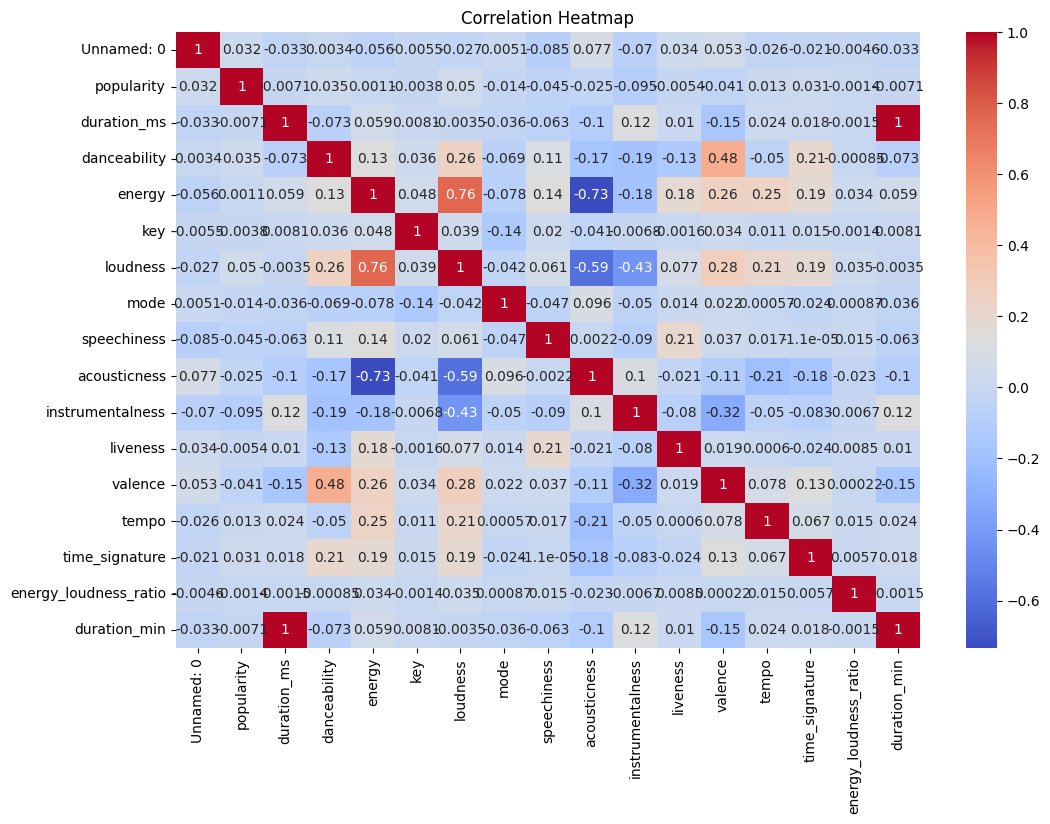 Correlation Heatmap
Unnamed: 0 1 0.032 -0.033 0.0034 -0.056 -0.0055 -0.027 0.0051 -0.085 0.077 -0.07 0.034 0.053 -0.026 -0.021 -0.0046 -0.033
popularity 0.032 1 -0.0071 0.035 0.0011 -0.0038 0.05 -0.014 -0.045 -0.025 -0.095 -0.0054 -0.041 0.013 0.031 -0.0014 -0.0071
duration_ms -0.033 -0.0071 1 -0.073 0.059 0.0081 -0.0035 -0.036 -0.063 -0.1 0.12 0.01 -0.15 0.024 0.018 -0.0015 1
danceability 0.0034 0.035 -0.073 1 0.13 0.036 0.26 -0.069 0.11 -0.17 -0.19 -0.13 0.48 -0.05 0.21 -0.00085 -0.073
energy -0.056 0.0011 0.059 0.13 1 0.048 0.76 -0.078 0.14 -0.73 -0.18 0.18 0.26 0.25 0.19 0.034 0.059
key -0.0055 -0.0038 0.0081 0.036 0.048 1 0.039 -0.14 0.02 -0.041 -0.0068 -0.0016 0.034 0.011 0.015 -0.0014 0.0081
loudness -0.027 0.05 -0.0035 0.26 0.76 0.039 1 -0.042 0.061 -0.59 -0.43 0.077 0.28 0.21 0.19 0.035 -0.0035
mode 0.0051 -0.014 -0.036 -0.069 -0.078 -0.14 -0.042 1 -0.047 0.096 -0.05 0.014 0.022 0.00057 -0.024 0.00087 -0.036
speechiness -0.085 -0.045 -0.063 0.11 0.14 0.02 0.061 -0.047 1 -0.0022 -0.09 0.21 0.037 0.017 -1.1e-05 0.015 -0.063
acousticness 0.077 -0.025 -0.1 -0.17 -0.73 -0.041 -0.59 0.096 -0.0022 1 0.1 -0.021 -0.11 -0.21 -0.18 -0.023 -0.1
instrumentalness -0.07 -0.095 0.12 -0.19 -0.18 -0.0068 -0.43 -0.05 -0.09 0.1 1 -0.08 -0.32 -0.05 -0.083 -0.0067 0.12
liveness 0.034 -0.0054 0.01 -0.13 0.18 -0.0016 0.077 0.014 0.21 -0.021 -0.08 1 0.019 0.0006 -0.024 0.0085 0.01
valence 0.053 -0.041 -0.15 0.48 0.26 0.034 0.28 0.022 0.037 -0.11 -0.32 0.019 1 0.078 0.13 0.00022 -0.15
tempo -0.026 0.013 0.024 -0.05 0.25 0.011 0.21 0.00057 0.017 -0.21 -0.05 0.0006 0.078 1 0.067 0.015 0.024
time_signature -0.021 0.031 0.018 0.21 0.19 0.015 0.19 -0.024 -1.1e-05 -0.18 -0.083 -0.024 0.13 0.067 1 0.0057 0.018
energy_loudness_ratio -0.0046 -0.0014 -0.0015 -0.00085 0.034 -0.0014 0.035 0.00087 0.015 -0.023 -0.0067 0.0085 0.00022 0.015 0.0057 1 -0.0015
duration_min -0.033 -0.0071 1 -0.073 0.059 0.0081 -0.0035 -0.036 -0.063 -0.1 0.12 0.01 -0.15 0.024 0.018 -0.0015 1
Unnamed: 0
popularity
duration_ms
danceability
energy
key
loudness
mode
speechiness
acousticness
instrumentalness
liveness
valence
tempo
time_signature
energy_loudness_ratio
duration_min
1.0
0.8
0.6
0.4
0.2
0.0
−0.2
−0.4
−0.6